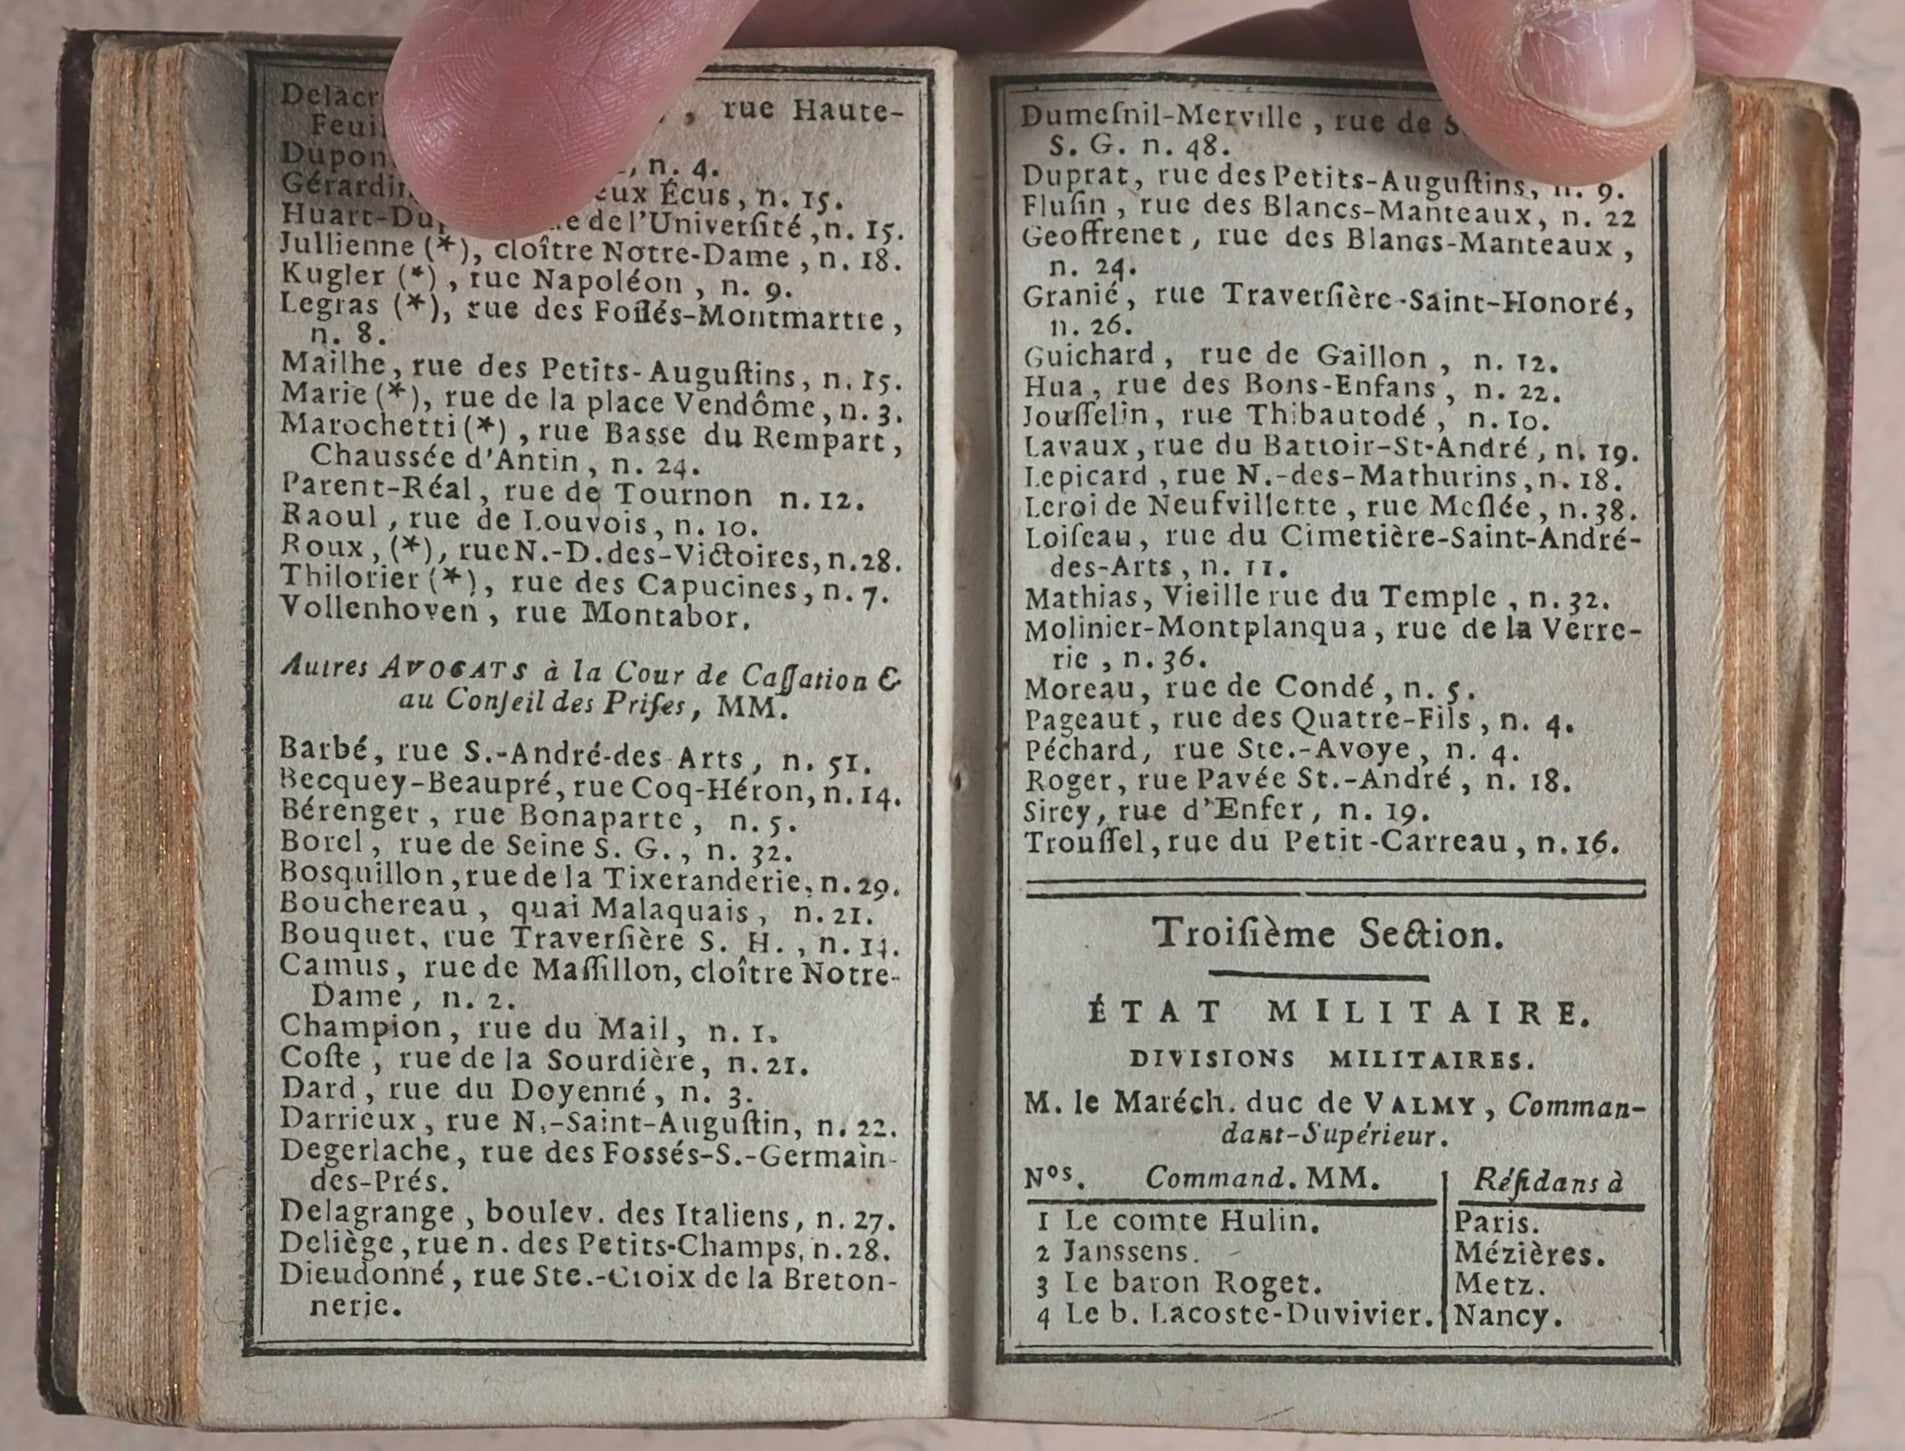 rue Haute-
n. 4.
Écus, n. 15.
de l'Univerſité, n. 15.
Jullienne (*), cloître Notre-Dame, n. 18.
Kugler (*), rue Napoléon, n. 9.
Legras (*), rue des Foſſés-Montmartre,
n. 8.
Mailhe, rue des Petits-Auguſtins, n. 15.
Marie (*), rue de la place Vendôme, n. 3.
Marochetti (*), rue Basse du Rempart,
Chaussée d'Antin, n. 24.
Parent-Réal, rue de Tournon n. 12.
Raoul, rue de Louvois, n. 10.
Roux, (*), rue N.-D. des-Victoires, n. 28.
Thilorier (*), rue des Capucines, n. 7.
Vollenhoven, rue Montabor.
Autres AVOCATS à la Cour de Caſſation &
au Conſeil des Priſes, MM.
Barbé, rue S.-André-des-Arts, n. 51.
Becquey-Beaupré, rue Coq-Héron, n. 14.
Bérenger, rue Bonaparte, n. 5.
Borel, rue de Seine S. G., n. 32.
Bosquillon, rue de la Tixeranderie, n. 29.
Bouchereau, quai Malaquais, n. 21.
Bouquet, rue Traverſière S. H., n. 14.
Camus, rue de Maſſillon, cloître Notre-
Dame, n. 2.
Champion, rue du Mail, n. 1.
Coſte, rue de la Sourdière, n. 21.
Dard, rue du Doyenné, n. 3.
Darrieux, rue N.-Saint-Auguſtin, n. 22.
Degerlache, rue des Fossés-S.-Germain-
des-Prés.
Delagrange, boulev. des Italiens, n. 27.
Deliège, rue n. des Petits-Champs, n. 28.
Dieudonné, rue Ste.-Croix de la Breton-
nerie.
Dumeſnil-Merville, rue de
S. G. n. 48.
Duprat, rue des Petits-Auguſtins, n. 9.
Fluſin, rue des Blancs-Manteaux, n. 22
Geoffrenet, rue des Blancs-Manteaux,
n. 24.
Granié, rue Traverſière-Saint-Honoré,
n. 26.
Guichard, rue de Gaillon, n. 12.
Hua, rue des Bons-Enfans, n. 22.
Jouſſelin, rue Thibautodé, n. 10.
Lavaux, rue du Battoir-St-André, n. 19.
Lepicard, rue N.-des-Mathurins, n. 18.
Leroi de Neufvillette, rue Meſlée, n. 38.
Loiſeau, rue du Cimetière-Saint-André-
des-Arts, n. 11.
Mathias, Vieille rue du Temple, n. 32.
Molinier-Montplanqua, rue de la Verre-
rie, n. 36.
Moreau, rue de Condé, n. 5.
Pageaut, rue des Quatre-Fils, n. 4.
Péchard, rue Ste.-Avoye, n. 4.
Roger, rue Pavée St.-André, n. 18.
Sirey, rue d'Enfer, n. 19.
Trouſſel, rue du Petit-Carreau, n. 16.
Troiſième Section.
ÉTAT MILITAIRE.
DIVISIONS MILITAIRES.
M. le Maréch. duc de VALMY, Comman-
dant-Supérieur.
Nos. Command. MM. Réſidans à
1 Le comte Hulin. Paris.
2 Janssens. Mézières.
3 Le baron Roget. Metz.
4 Le b. Lacoste-Duvivier. Nancy.